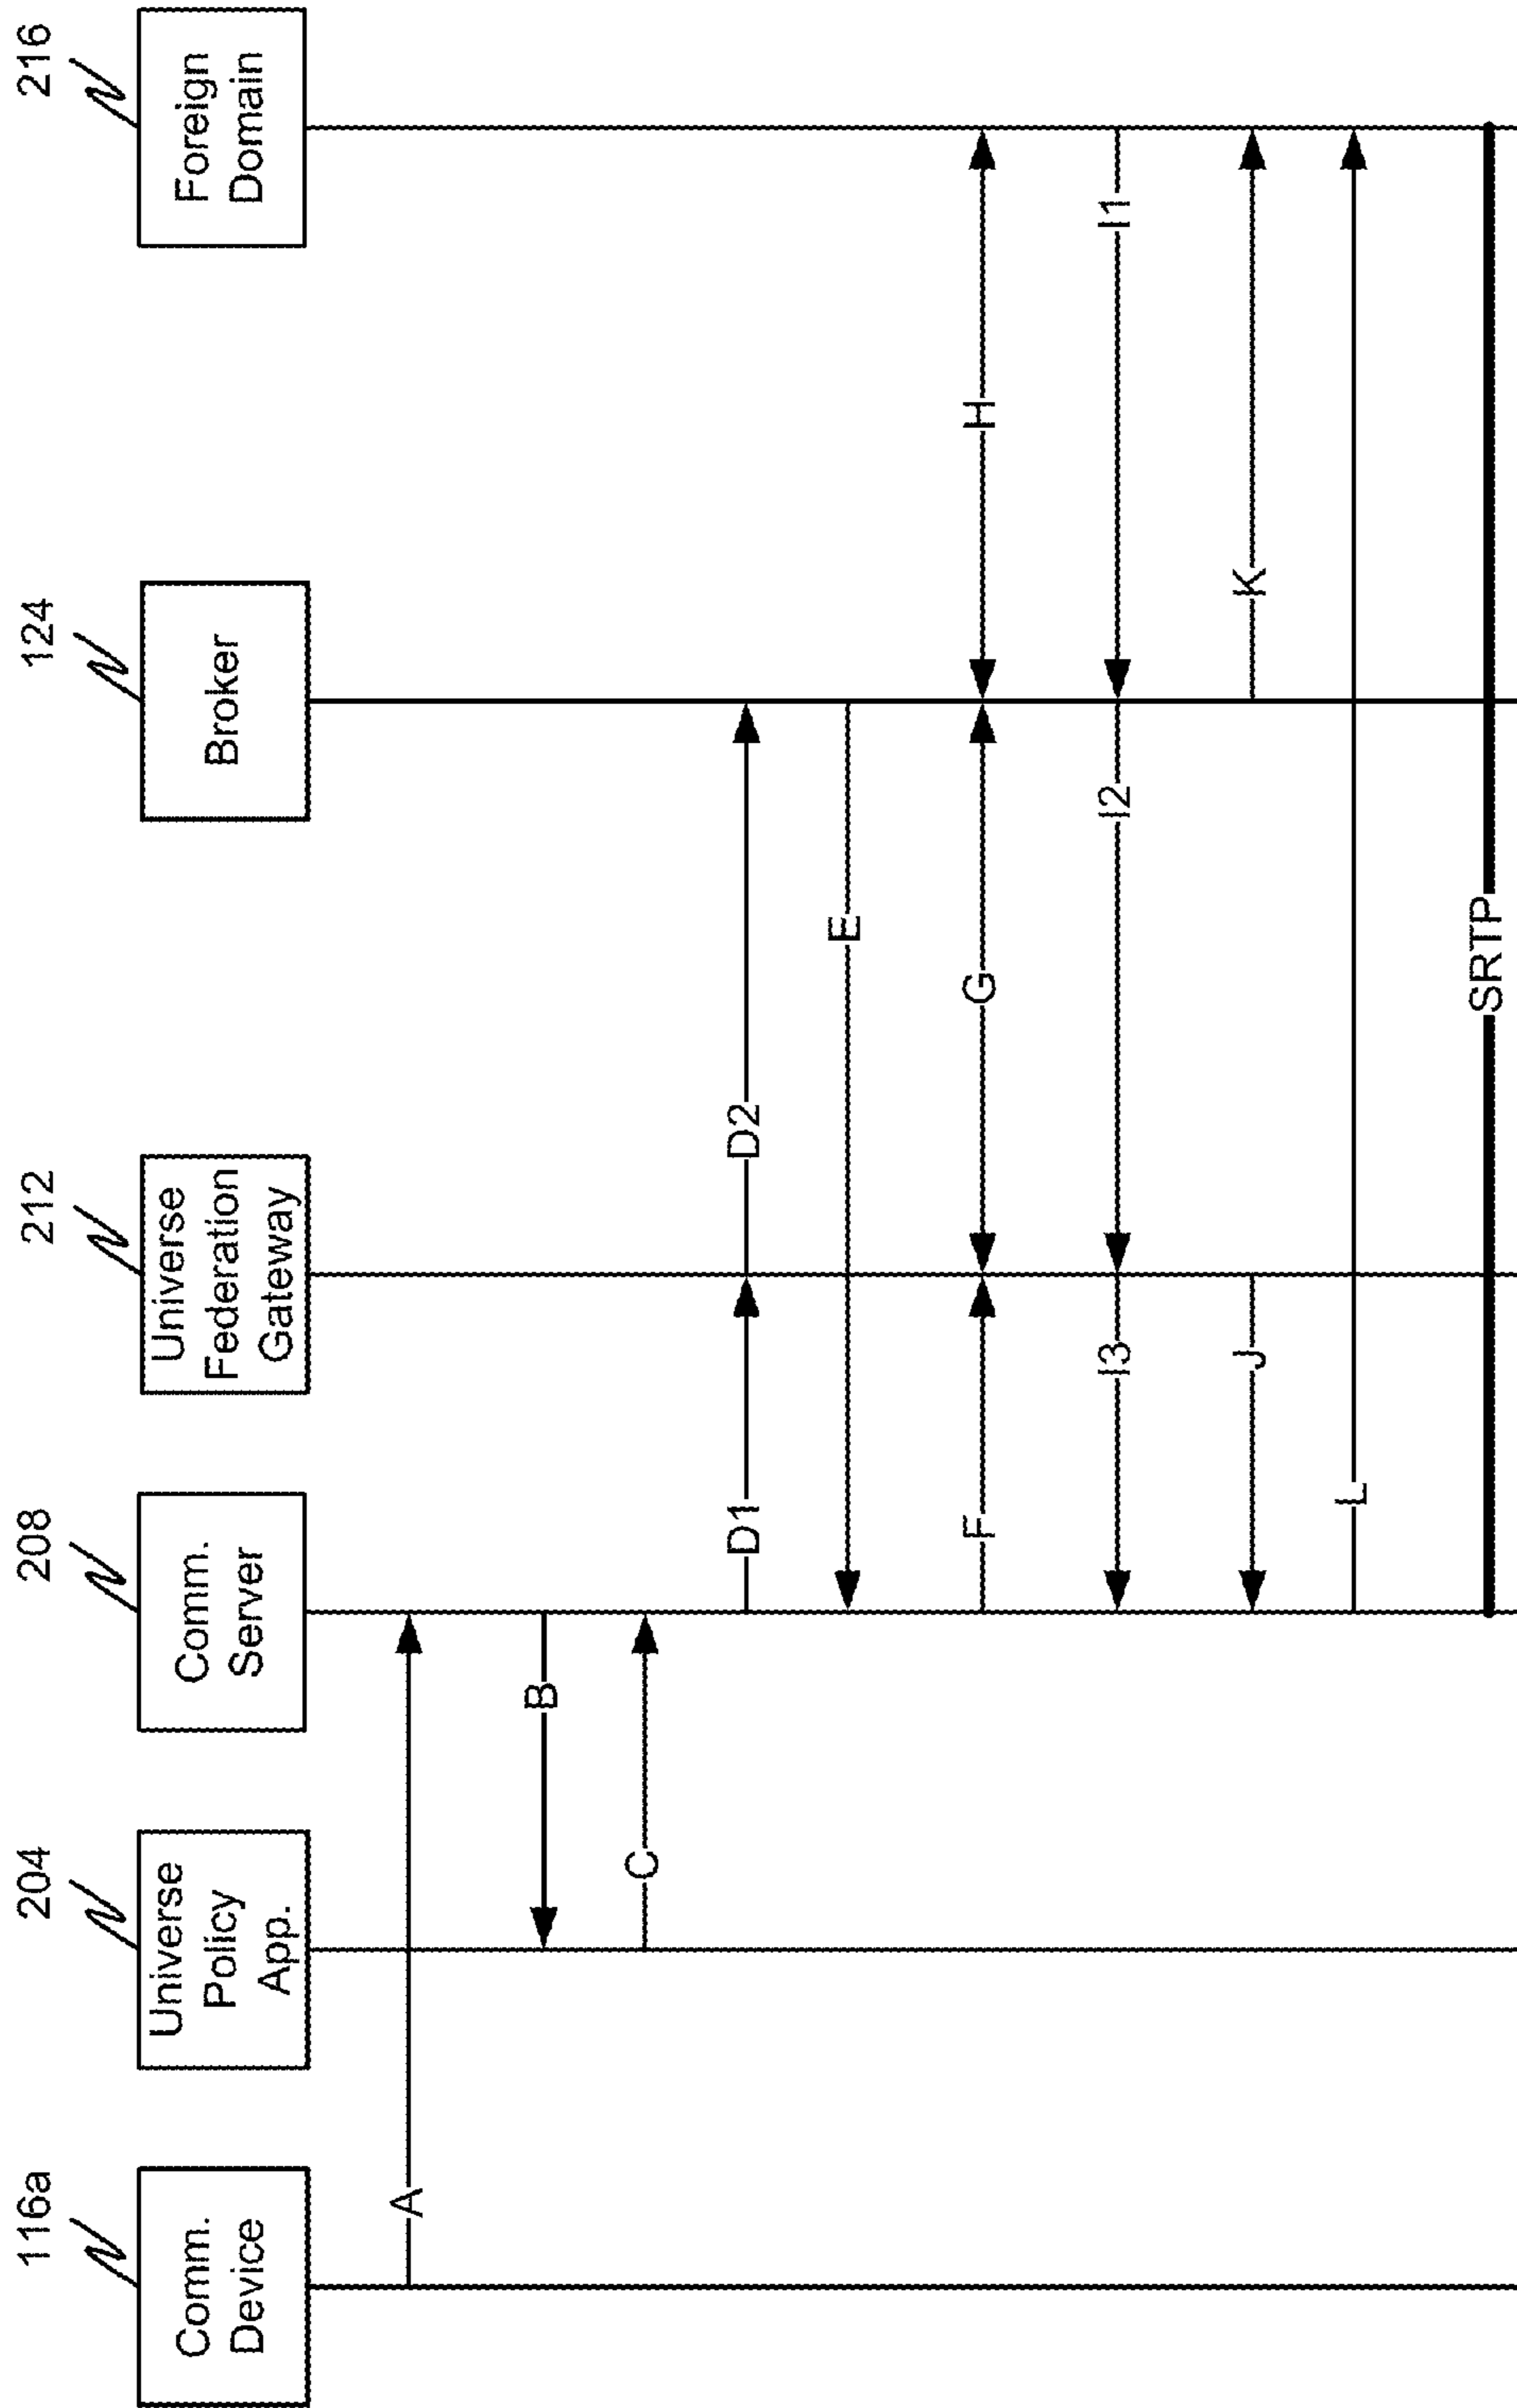 116a
204
208
212
124
216
Comm.
Device
Universe
Policy
App.
Comm.
Server
Universe
Federation
Gateway
Broker
Foreign
Domain
A
B
C
D1
D2
E
F
G
H
I3
I2
I1
J
K
L
SRTP